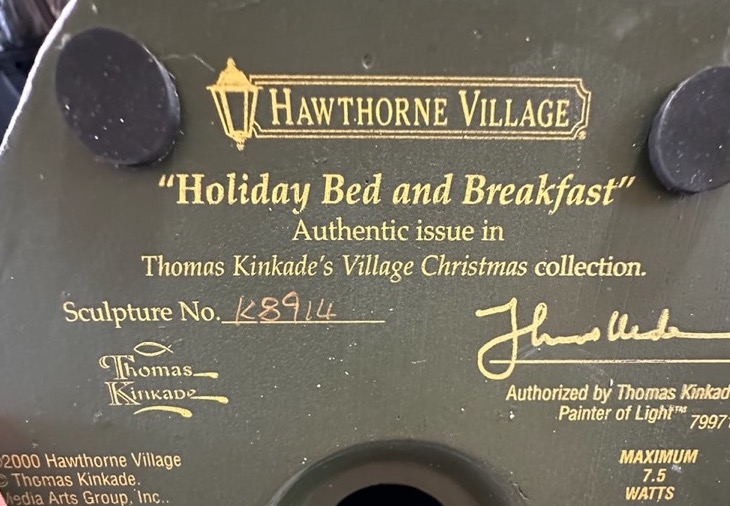 HAWTHORNE VILLAGE
®
"Holiday Bed and Breakfast"
Authentic issue in
Thomas Kinkade's Village Christmas collection.
Sculpture No. K8914
Thomas
Kinkade
Authorized by Thomas Kinkad
Painter of Light™
7997
©2000 Hawthorne Village
© Thomas Kinkade.
Media Arts Group, Inc..
MAXIMUM
7.5
WATTS